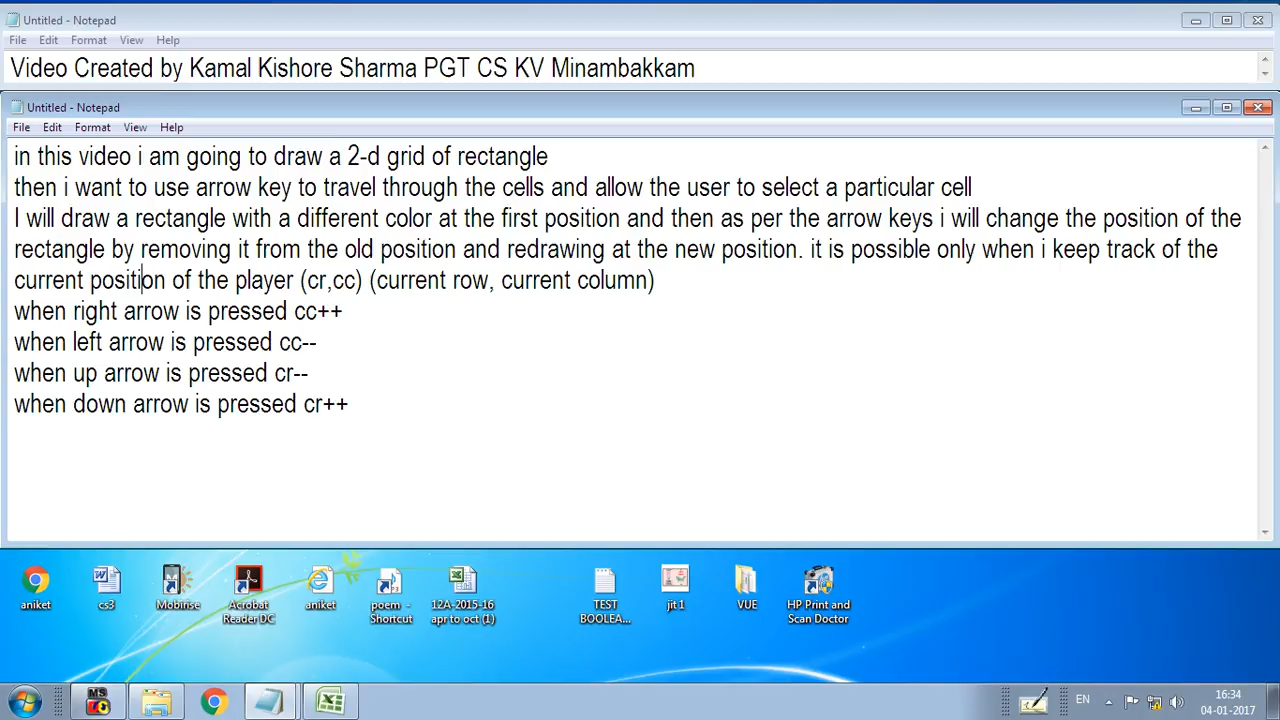 Untitled - Notepad
File Edit Format View Help
Video Created by Kamal Kishore Sharma PGT CS KV Minambakkam
Untitled - Notepad
File Edit Format View Help
in this video i am going to draw a 2-d grid of rectangle
then i want to use arrow key to travel through the cells and allow the user to select a particular cell
I will draw a rectangle with a different color at the first position and then as per the arrow keys i will change the position of the
rectangle by removing it from the old position and redrawing at the new position. it is possible only when i keep track of the
current position of the player (cr,cc) (current row, current column)
when right arrow is pressed cc++
when left arrow is pressed cc--
when up arrow is pressed cr--
when down arrow is pressed cr++
aniket cs3 Mobirise Acrobat Reader DC aniket poem - Shortcut 12A-2015-16 apr to oct (1) TEST BOOLEA... jit 1 VUE HP Print and Scan Doctor
MS EN 16:34
04-01-2017